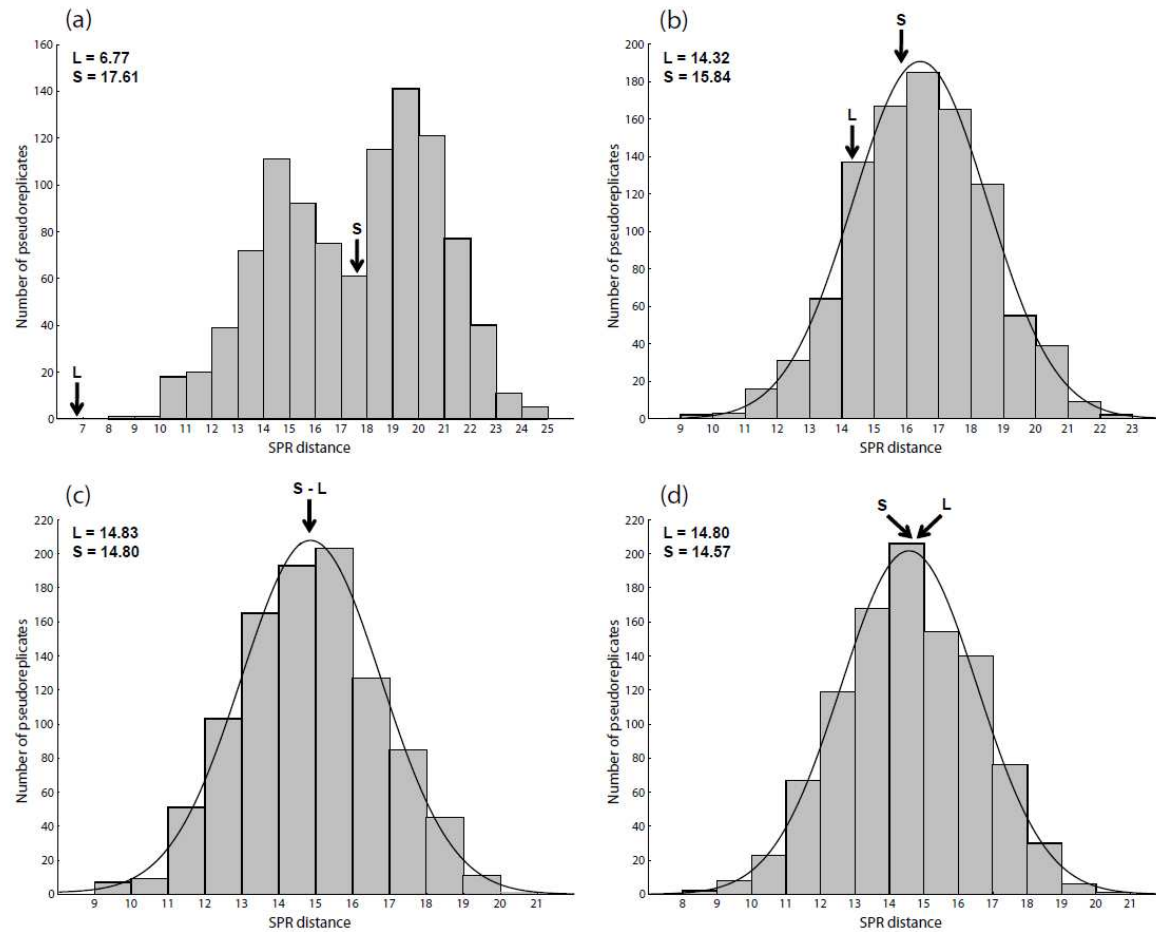 (a)
L = 6.77
S = 17.61
Number of pseudoreplicates
160
140
120
100
80
60
40
20
0
L
S
7 8 9 10 11 12 13 14 15 16 17 18 19 20 21 22 23 24 25
SPR distance
(b)
L = 14.32
S = 15.84
Number of pseudoreplicates
200
180
160
140
120
100
80
60
40
20
0
S
L
9 10 11 12 13 14 15 16 17 18 19 20 21 22 23
SPR distance
(c)
L = 14.83
S = 14.80
Number of pseudoreplicates
220
200
180
160
140
120
100
80
60
40
20
0
S - L
9 10 11 12 13 14 15 16 17 18 19 20 21
SPR distance
(d)
L = 14.80
S = 14.57
Number of pseudoreplicates
220
200
180
160
140
120
100
80
60
40
20
0
S L
8 9 10 11 12 13 14 15 16 17 18 19 20 21
SPR distance